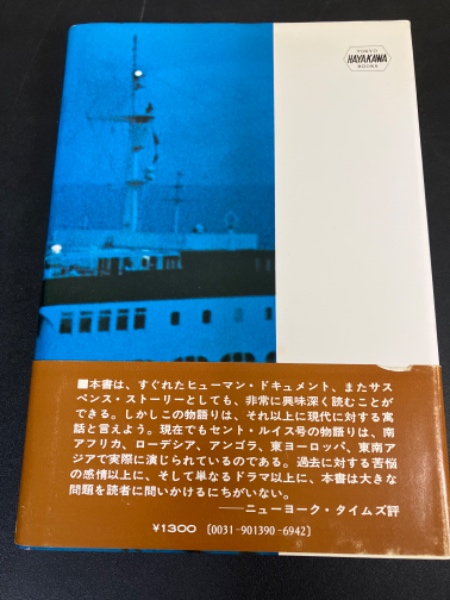 TOKYO
HAYAKAWA
BOOKS
■本書は、すぐれたヒューマン・ドキュメント、またサス
ペンス・ストーリーとしても、非常に興味深く読むことが
できる。しかしこの物語りは、それ以上に現代に対する寓
話と言えよう。現在でもセント・ルイス号の物語りは、南
アフリカ、ローデシア、アンゴラ、東ヨーロッパ、東南ア
ジアで実際に演じられているのである。過去に対する苦悩
の感情以上に、そして単なるドラマ以上に、本書は大きな
問題を読者に問いかけるにちがいない。
――ニューヨーク・タイムズ評
¥1300 〔0031-901390-6942〕